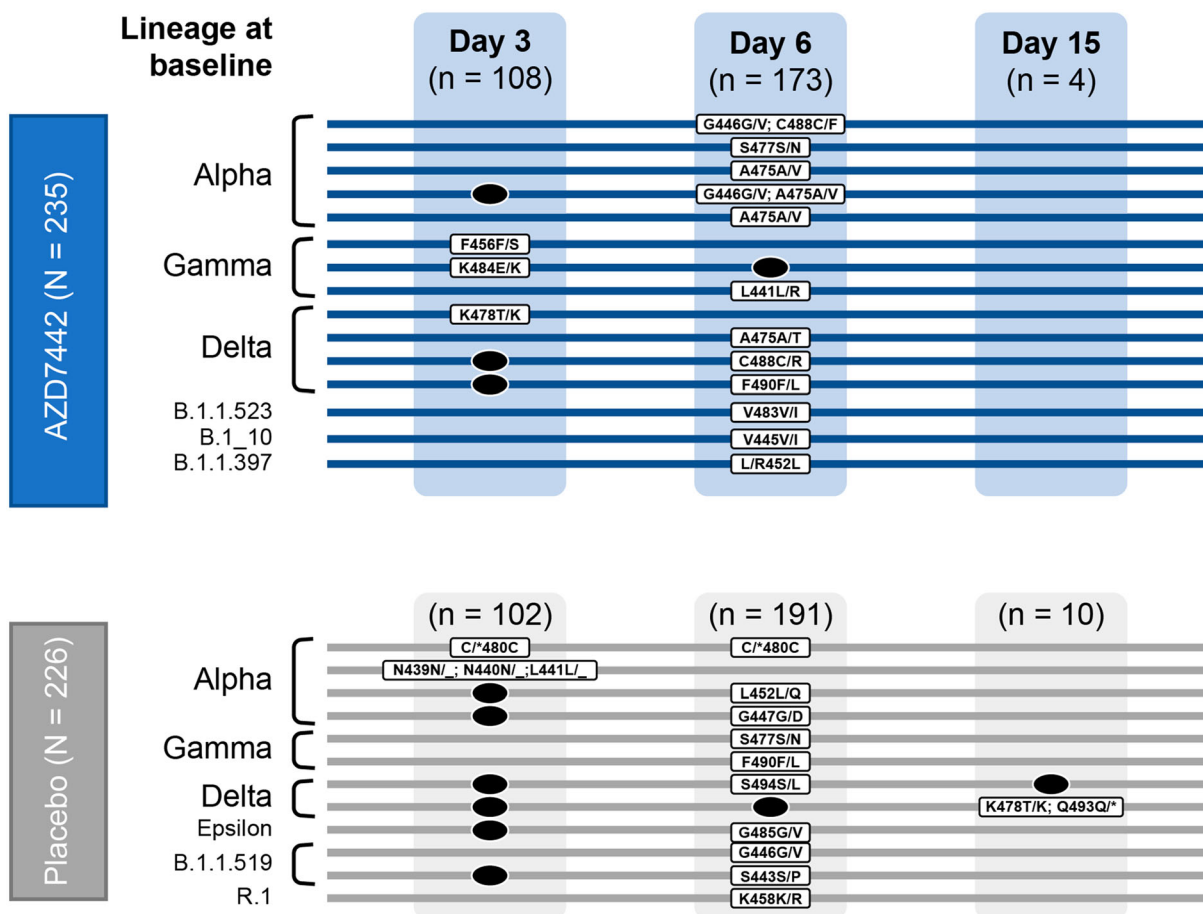 Lineage at
baseline
Day 3
(n = 108)
Day 6
(n = 173)
Day 15
(n = 4)
AZD7442 (N = 235)
Alpha
G446G/V; C488C/F
S477S/N
A475A/V
G446G/V; A475A/V
A475A/V
Gamma
F456F/S
K484E/K
L441L/R
Delta
K478T/K
A475A/T
C488C/R
F490F/L
B.1.1.523
V483V/I
B.1_10
V445V/I
B.1.1.397
L/R452L
Placebo (N = 226)
(n = 102)
(n = 191)
(n = 10)
Alpha
C/*480C
C/*480C
N439N/_; N440N/_;L441L/_
L452L/Q
G447G/D
Gamma
S477S/N
F490F/L
Delta
S494S/L
K478T/K; Q493Q/*
Epsilon
G485G/V
B.1.1.519
G446G/V
S443S/P
R.1
K458K/R